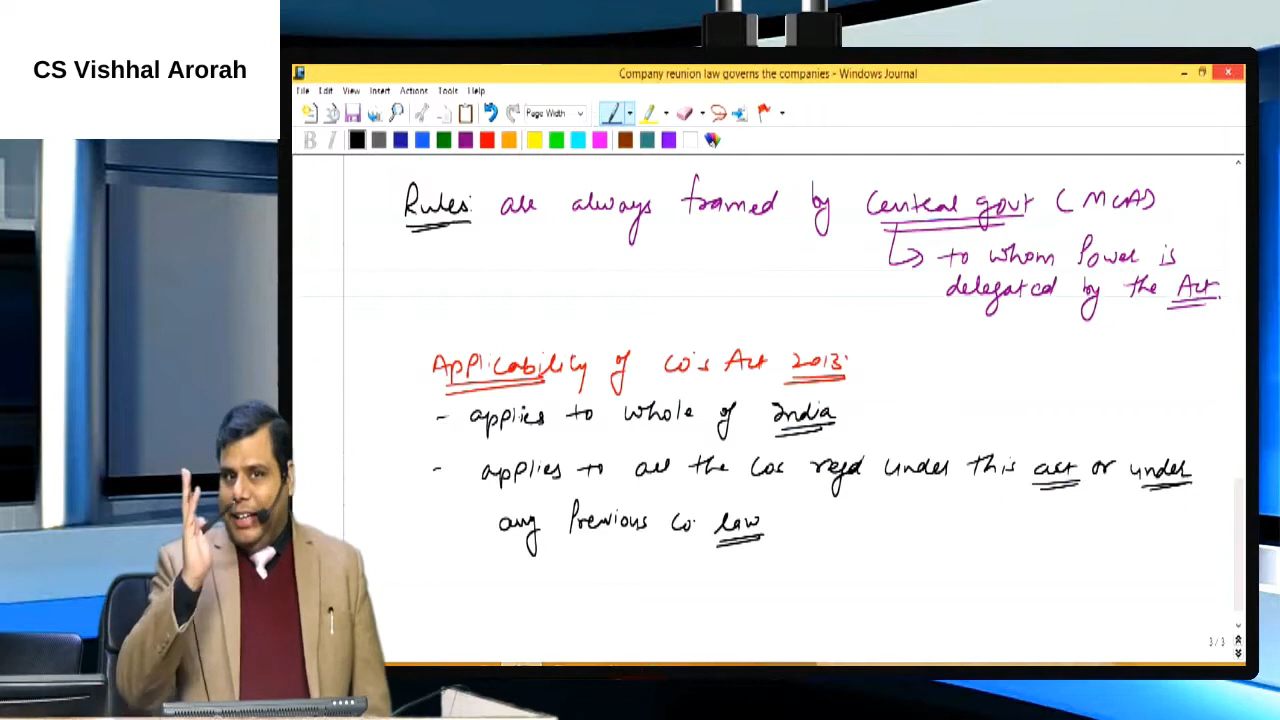 CS Vishhal Arorah
Company reunion law governs the companies - Windows Journal
File Edit View Insert Actions Tools Help
Page Width
B I
Rules are always framed by Central govt (MCA)
to whom Power is
delegated by the Act.
Applicability of Co's Act 2013:
- applies to whole of India
- applies to all the Cos regd under this act or under
any Previous Co. law
3/3